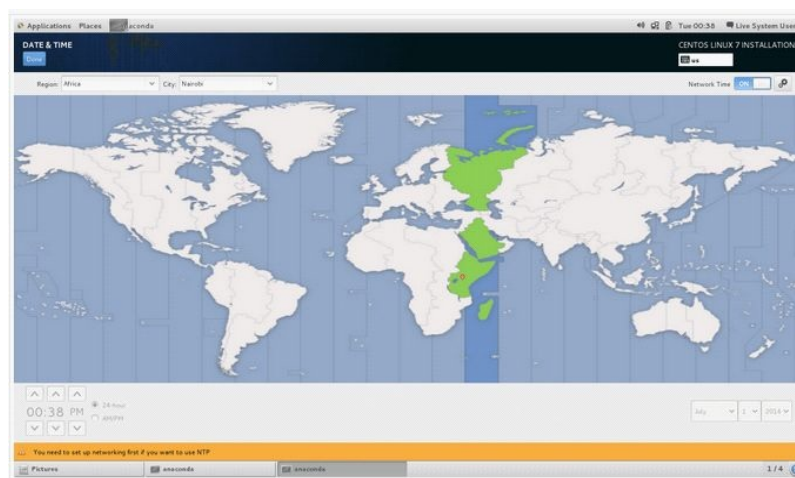 Applications Places anaconda Tue 00:38 Live System User
DATE & TIME CENTOS LINUX 7 INSTALLATION
Done us
Region: Africa City: Nairobi Network Time ON
00:38 PM 24-hour
AM/PM
July 1 2014
You need to set up networking first if you want to use NTP
Pictures anaconda anaconda 1 / 4